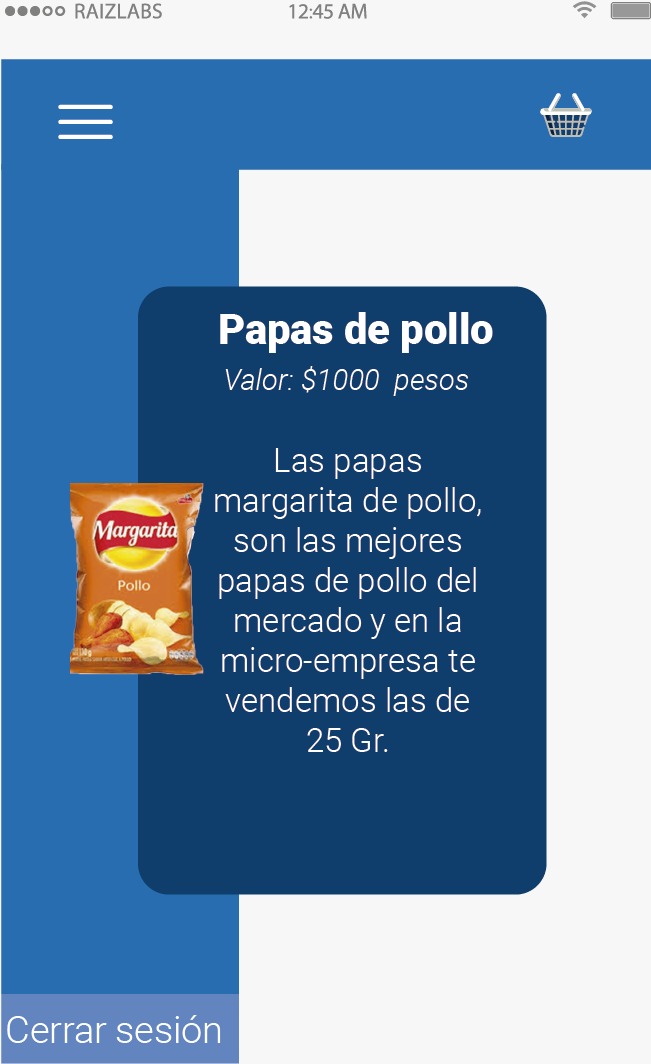 RAIZLABS 12:45 AM
Papas de pollo
Valor: $1000 pesos
Las papas
margarita de pollo,
son las mejores
papas de pollo del
mercado y en la
micro-empresa te
vendemos las de
25 Gr.
Margarita
Pollo
Cerrar sesión